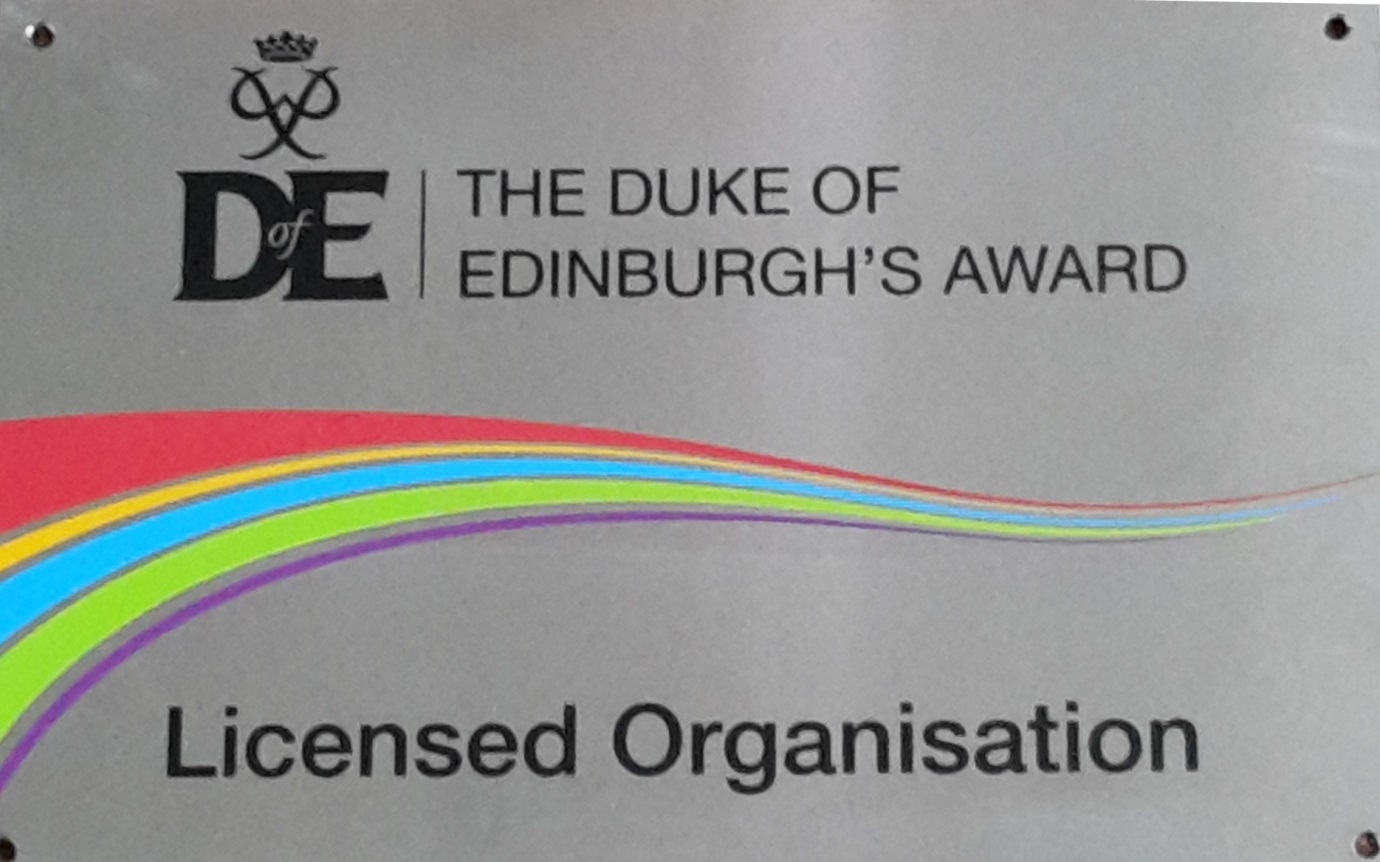 DofE
THE DUKE OF
EDINBURGH'S AWARD
Licensed Organisation